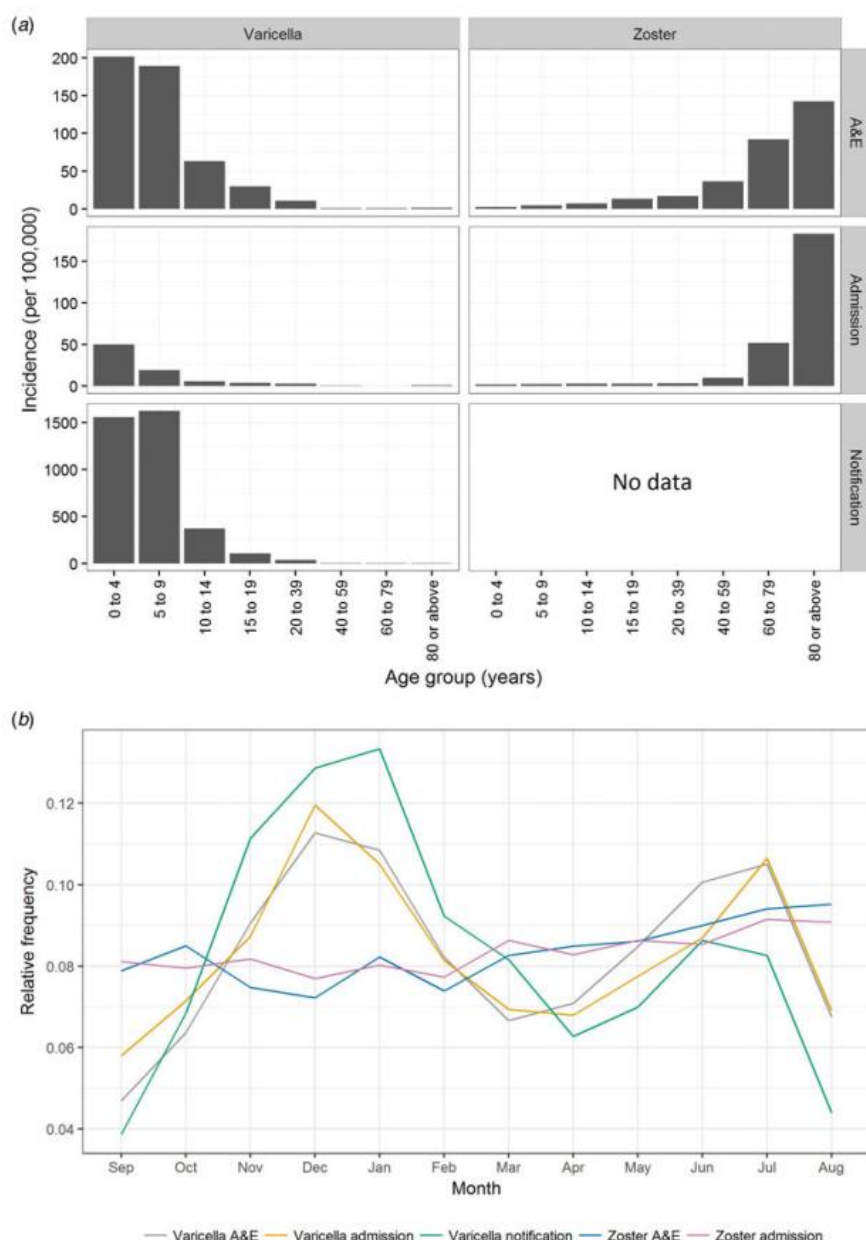 (a)
Varicella
Zoster
Incidence (per 100,000)
200
150
100
50
0
A&E
150
100
50
0
Admission
1500
1000
500
0
No data
Notification
0 to 4
5 to 9
10 to 14
15 to 19
20 to 39
40 to 59
60 to 79
80 or above
0 to 4
5 to 9
10 to 14
15 to 19
20 to 39
40 to 59
60 to 79
80 or above
Age group (years)
(b)
Relative frequency
0.12
0.10
0.08
0.06
0.04
Sep Oct Nov Dec Jan Feb Mar Apr May Jun Jul Aug
Month
Varicella A&E Varicella admission Varicella notification Zoster A&E Zoster admission